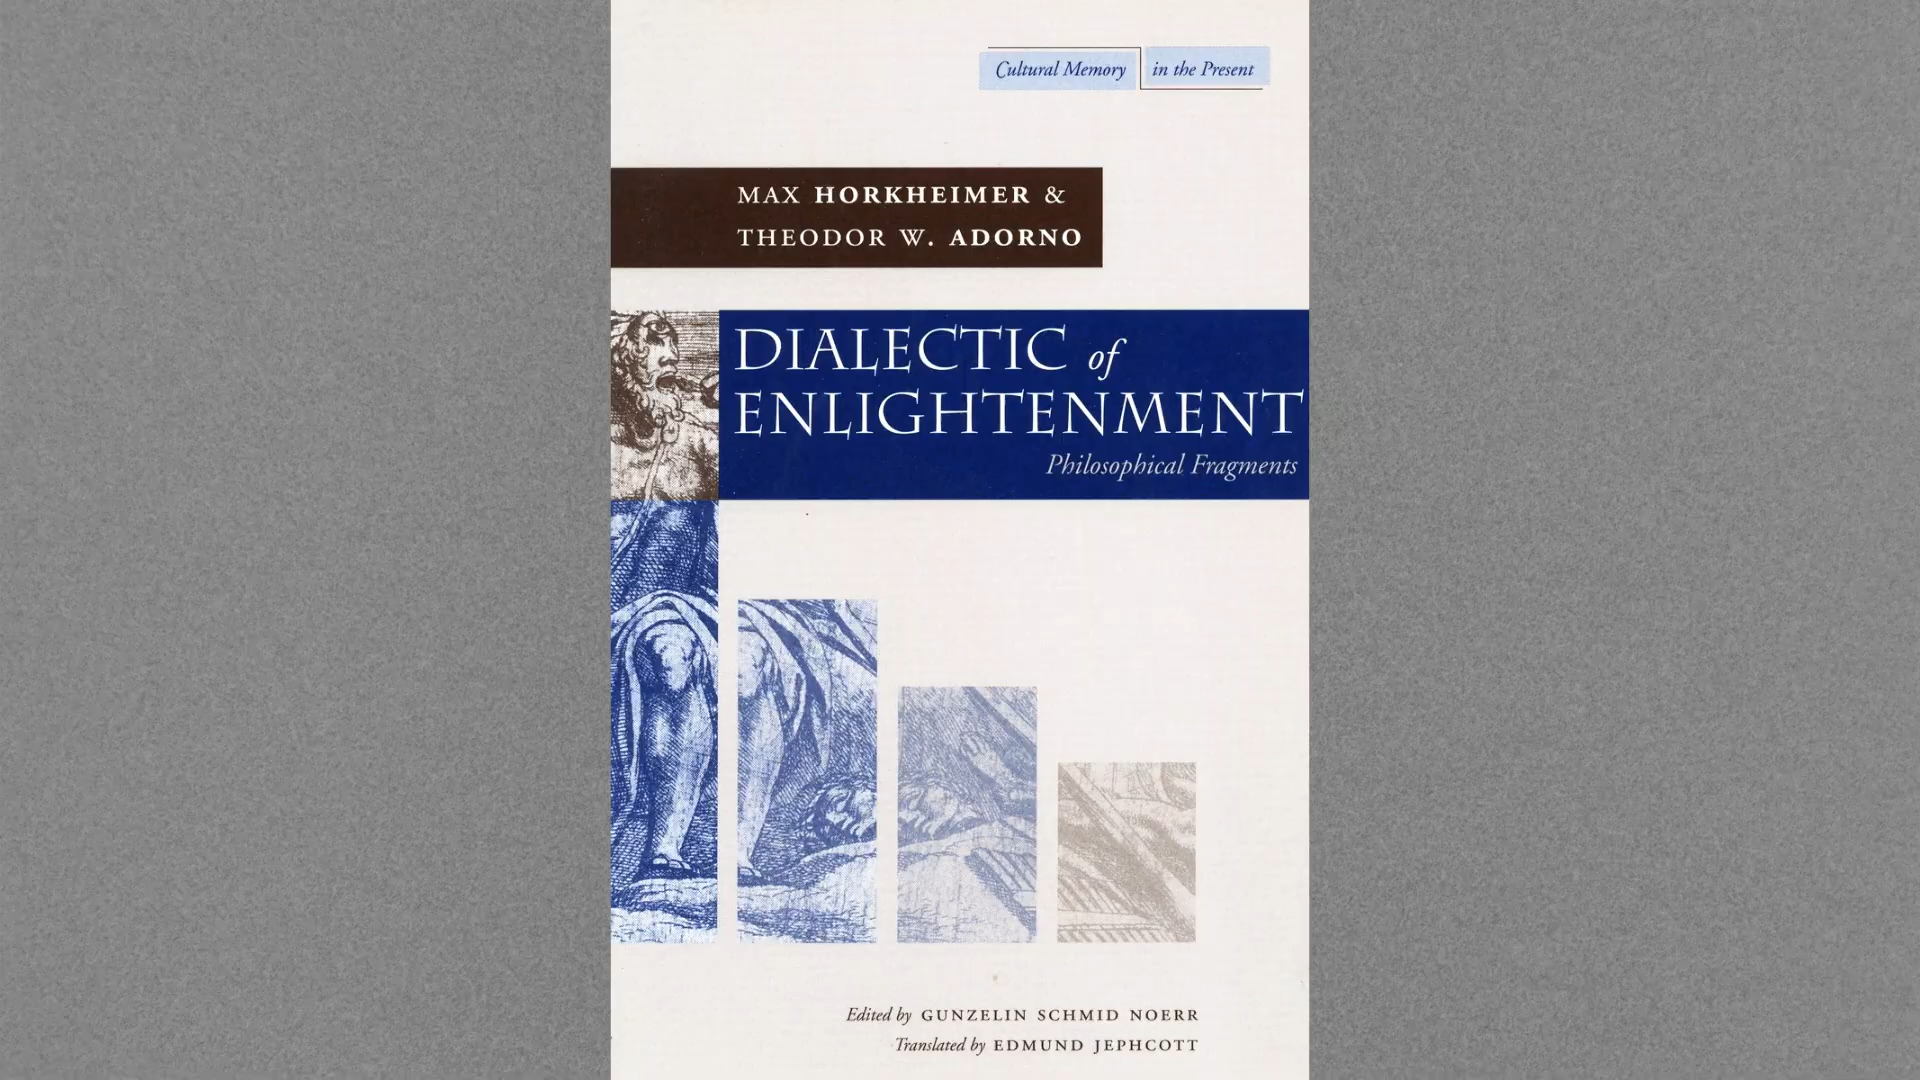 Cultural Memory in the Present
MAX HORKHEIMER &
THEODOR W. ADORNO
DIALECTIC of
ENLIGHTENMENT
Philosophical Fragments
Edited by GUNZELIN SCHMID NOERR
Translated by EDMUND JEPHCOTT